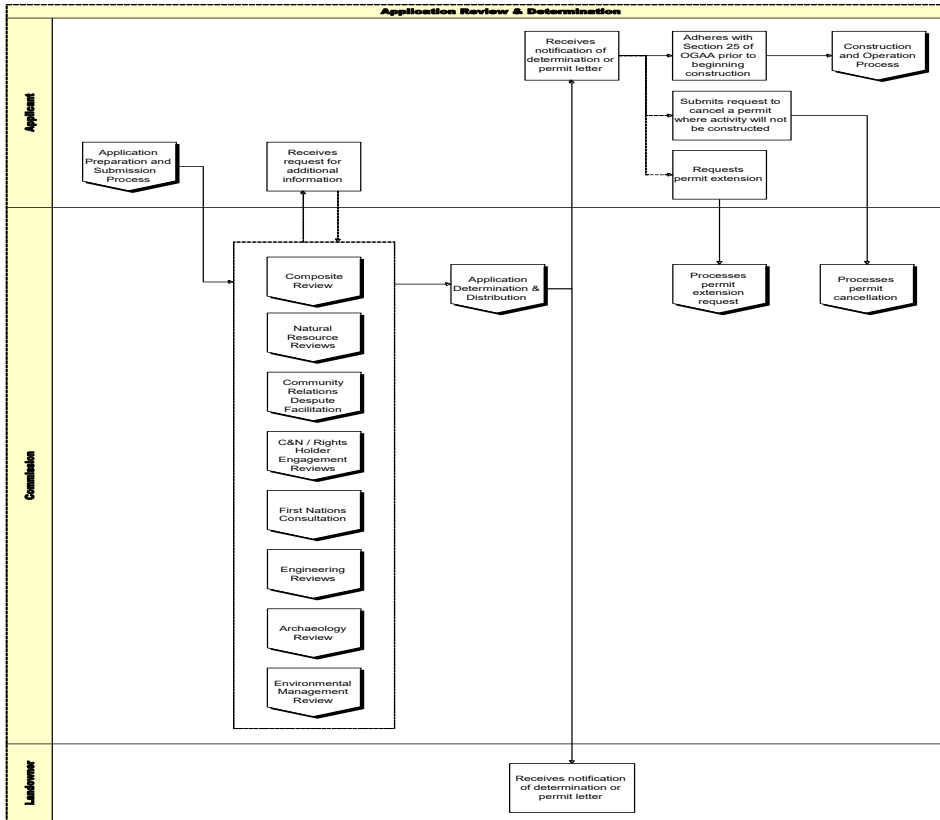 Application Review & Determination
Applicant
Application
Preparation and
Submission
Process
Receives
request for
additional
information
Receives
notification of
determination or
permit letter
Adheres with
Section 25 of
OGAA prior to
beginning
construction
Construction
and Operation
Process
Submits request to
cancel a permit
where activity will not
be constructed
Requests
permit extension
Commission
Composite
Review
Natural
Resource
Reviews
Community
Relations
Despute
Facilitation
C&N / Rights
Holder
Engagement
Reviews
First Nations
Consultation
Engineering
Reviews
Archaeology
Review
Environmental
Management
Review
Application
Determination &
Distribution
Processes
permit
extension
request
Processes
permit
cancellation
Landowner
Receives notification
of determination or
permit letter